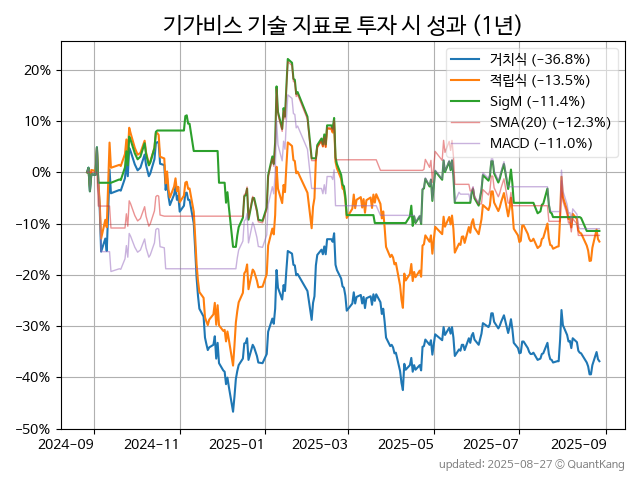 기가비스 기술 지표로 투자 시 성과 (1년)
거치식 (−36.8%)
적립식 (−13.5%)
SigM (−11.4%)
SMA(20) (−12.3%)
MACD (−11.0%)
20%
10%
0%
−10%
−20%
−30%
−40%
−50%
2024-09 2024-11 2025-01 2025-03 2025-05 2025-07 2025-09
updated: 2025-08-27 © QuantKang